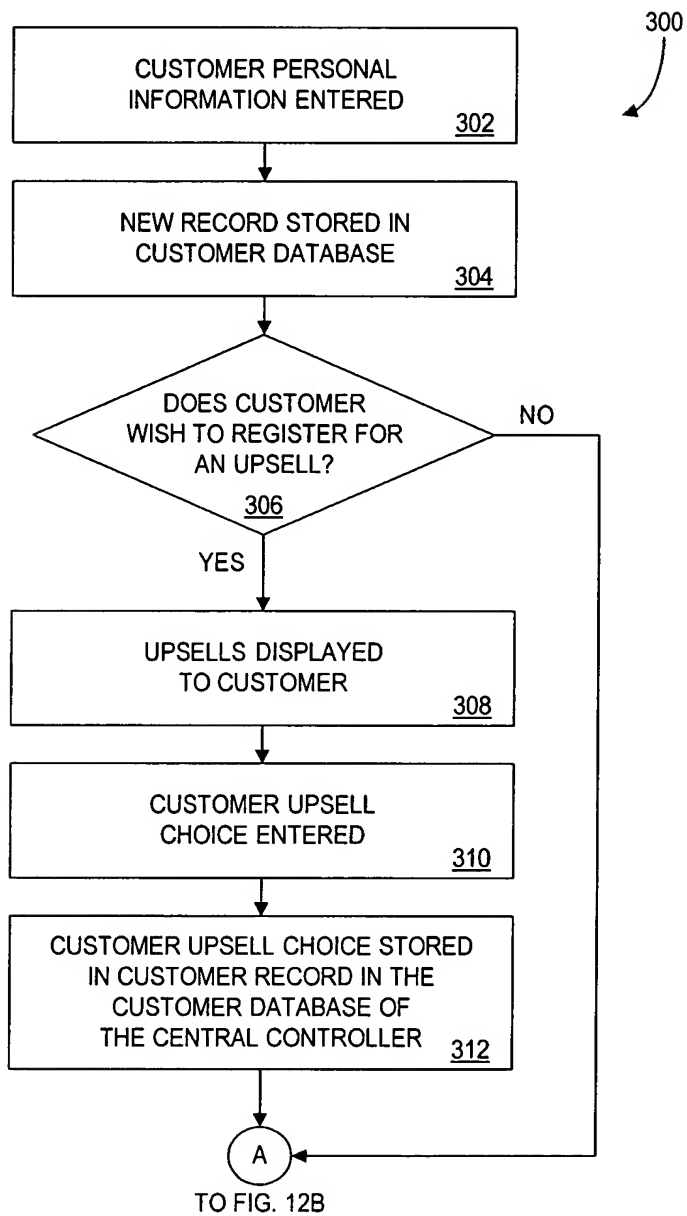 300
CUSTOMER PERSONAL
INFORMATION ENTERED
302
NEW RECORD STORED IN
CUSTOMER DATABASE
304
DOES CUSTOMER
WISH TO REGISTER FOR
AN UPSELL?
306
NO
YES
UPSELLS DISPLAYED
TO CUSTOMER
308
CUSTOMER UPSELL
CHOICE ENTERED
310
CUSTOMER UPSELL CHOICE STORED
IN CUSTOMER RECORD IN THE
CUSTOMER DATABASE OF
THE CENTRAL CONTROLLER
312
A
TO FIG. 12B